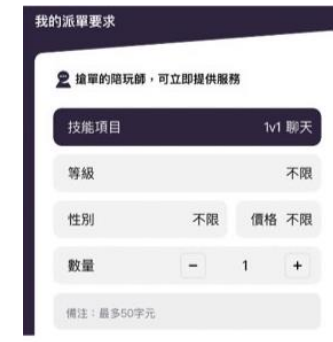 我的派單要求
搶單的陪玩師，可立即提供服務
技能項目 1v1 聊天
等級 不限
性別 不限 價格 不限
數量 − 1 +
備注：最多50字元